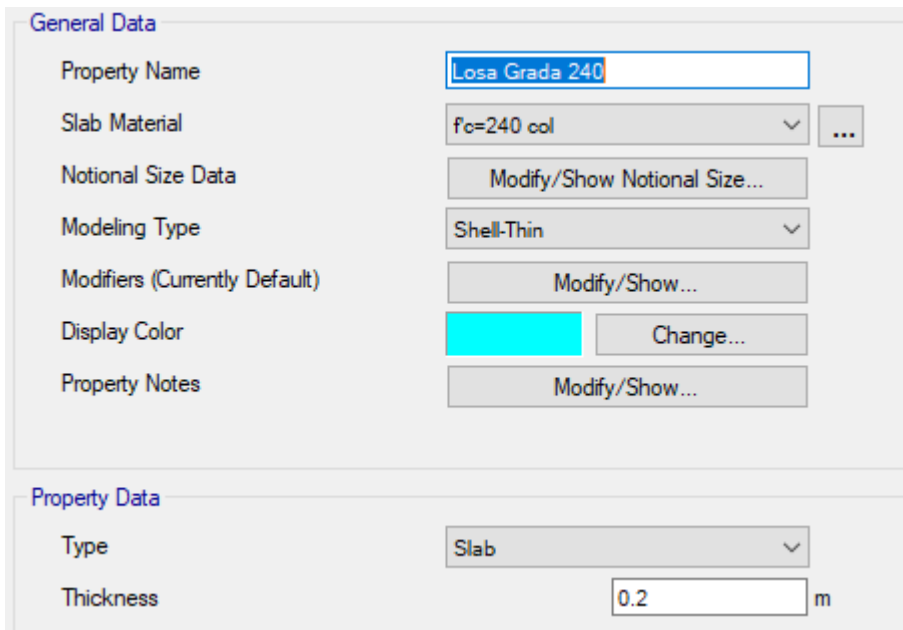 General Data
Property Name Losa Grada 240
Slab Material f'c=240 col ...
Notional Size Data Modify/Show Notional Size...
Modeling Type Shell-Thin
Modifiers (Currently Default) Modify/Show...
Display Color Change...
Property Notes Modify/Show...
Property Data
Type Slab
Thickness 0.2 m